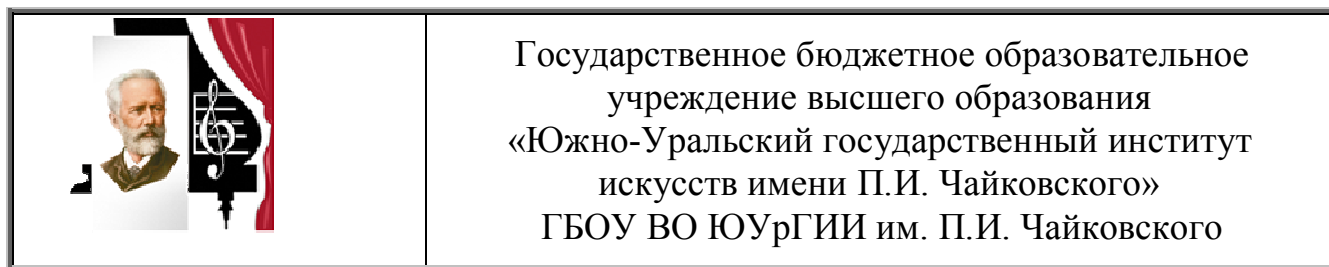 Государственное бюджетное образовательное
учреждение высшего образования
«Южно-Уральский государственный институт
искусств имени П.И. Чайковского»
ГБОУ ВО ЮУрГИИ им. П.И. Чайковского